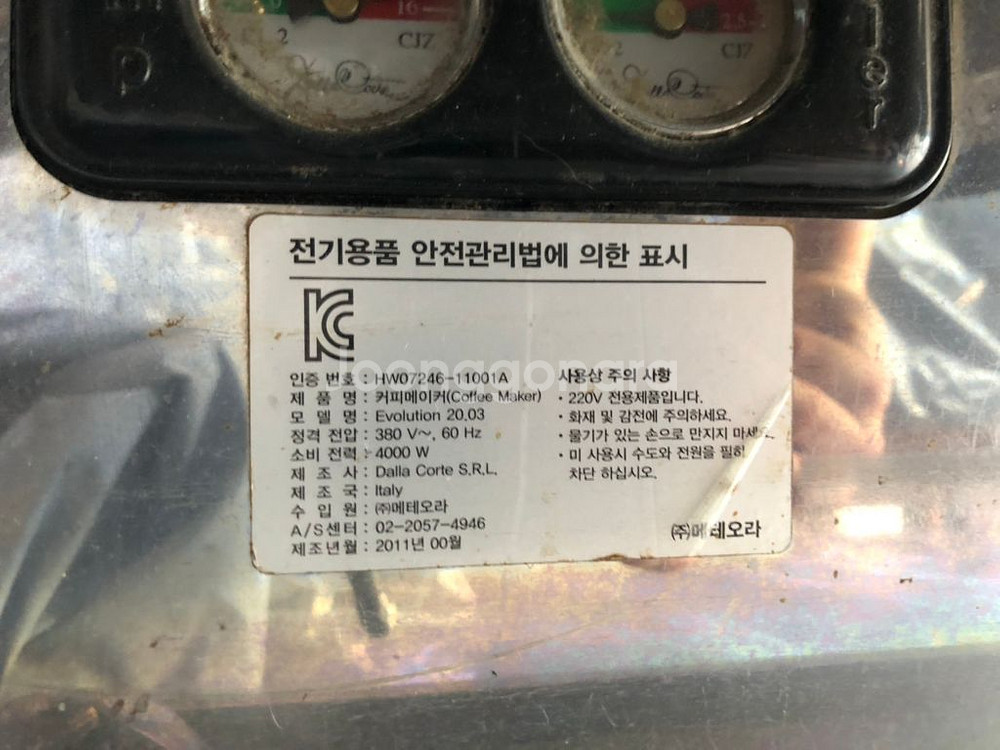 16
2
CJZ
2.5
2
CJZ
P
전기용품 안전관리법에 의한 표시
KC
Joonggonara
인증 번호 : HW07246-11001A
제 품 명 : 커피메이커(Coffee Maker)
모 델 명 : Evolution 20.03
정격 전압 : 380 V~, 60 Hz
소비 전력 : 4000 W
제 조 사 : Dalla Corte S.R.L.
제 조 국 : Italy
수 입 원 : ㈜메테오라
A/S센터 : 02-2057-4946
제조년월 : 2011년 00월
사용상 주의 사항
· 220V 전용제품입니다.
· 화재 및 감전에 주의하세요.
· 물기가 있는 손으로 만지지 마세요.
· 미 사용시 수도와 전원을 필히
차단 하십시오.
㈜메테오라